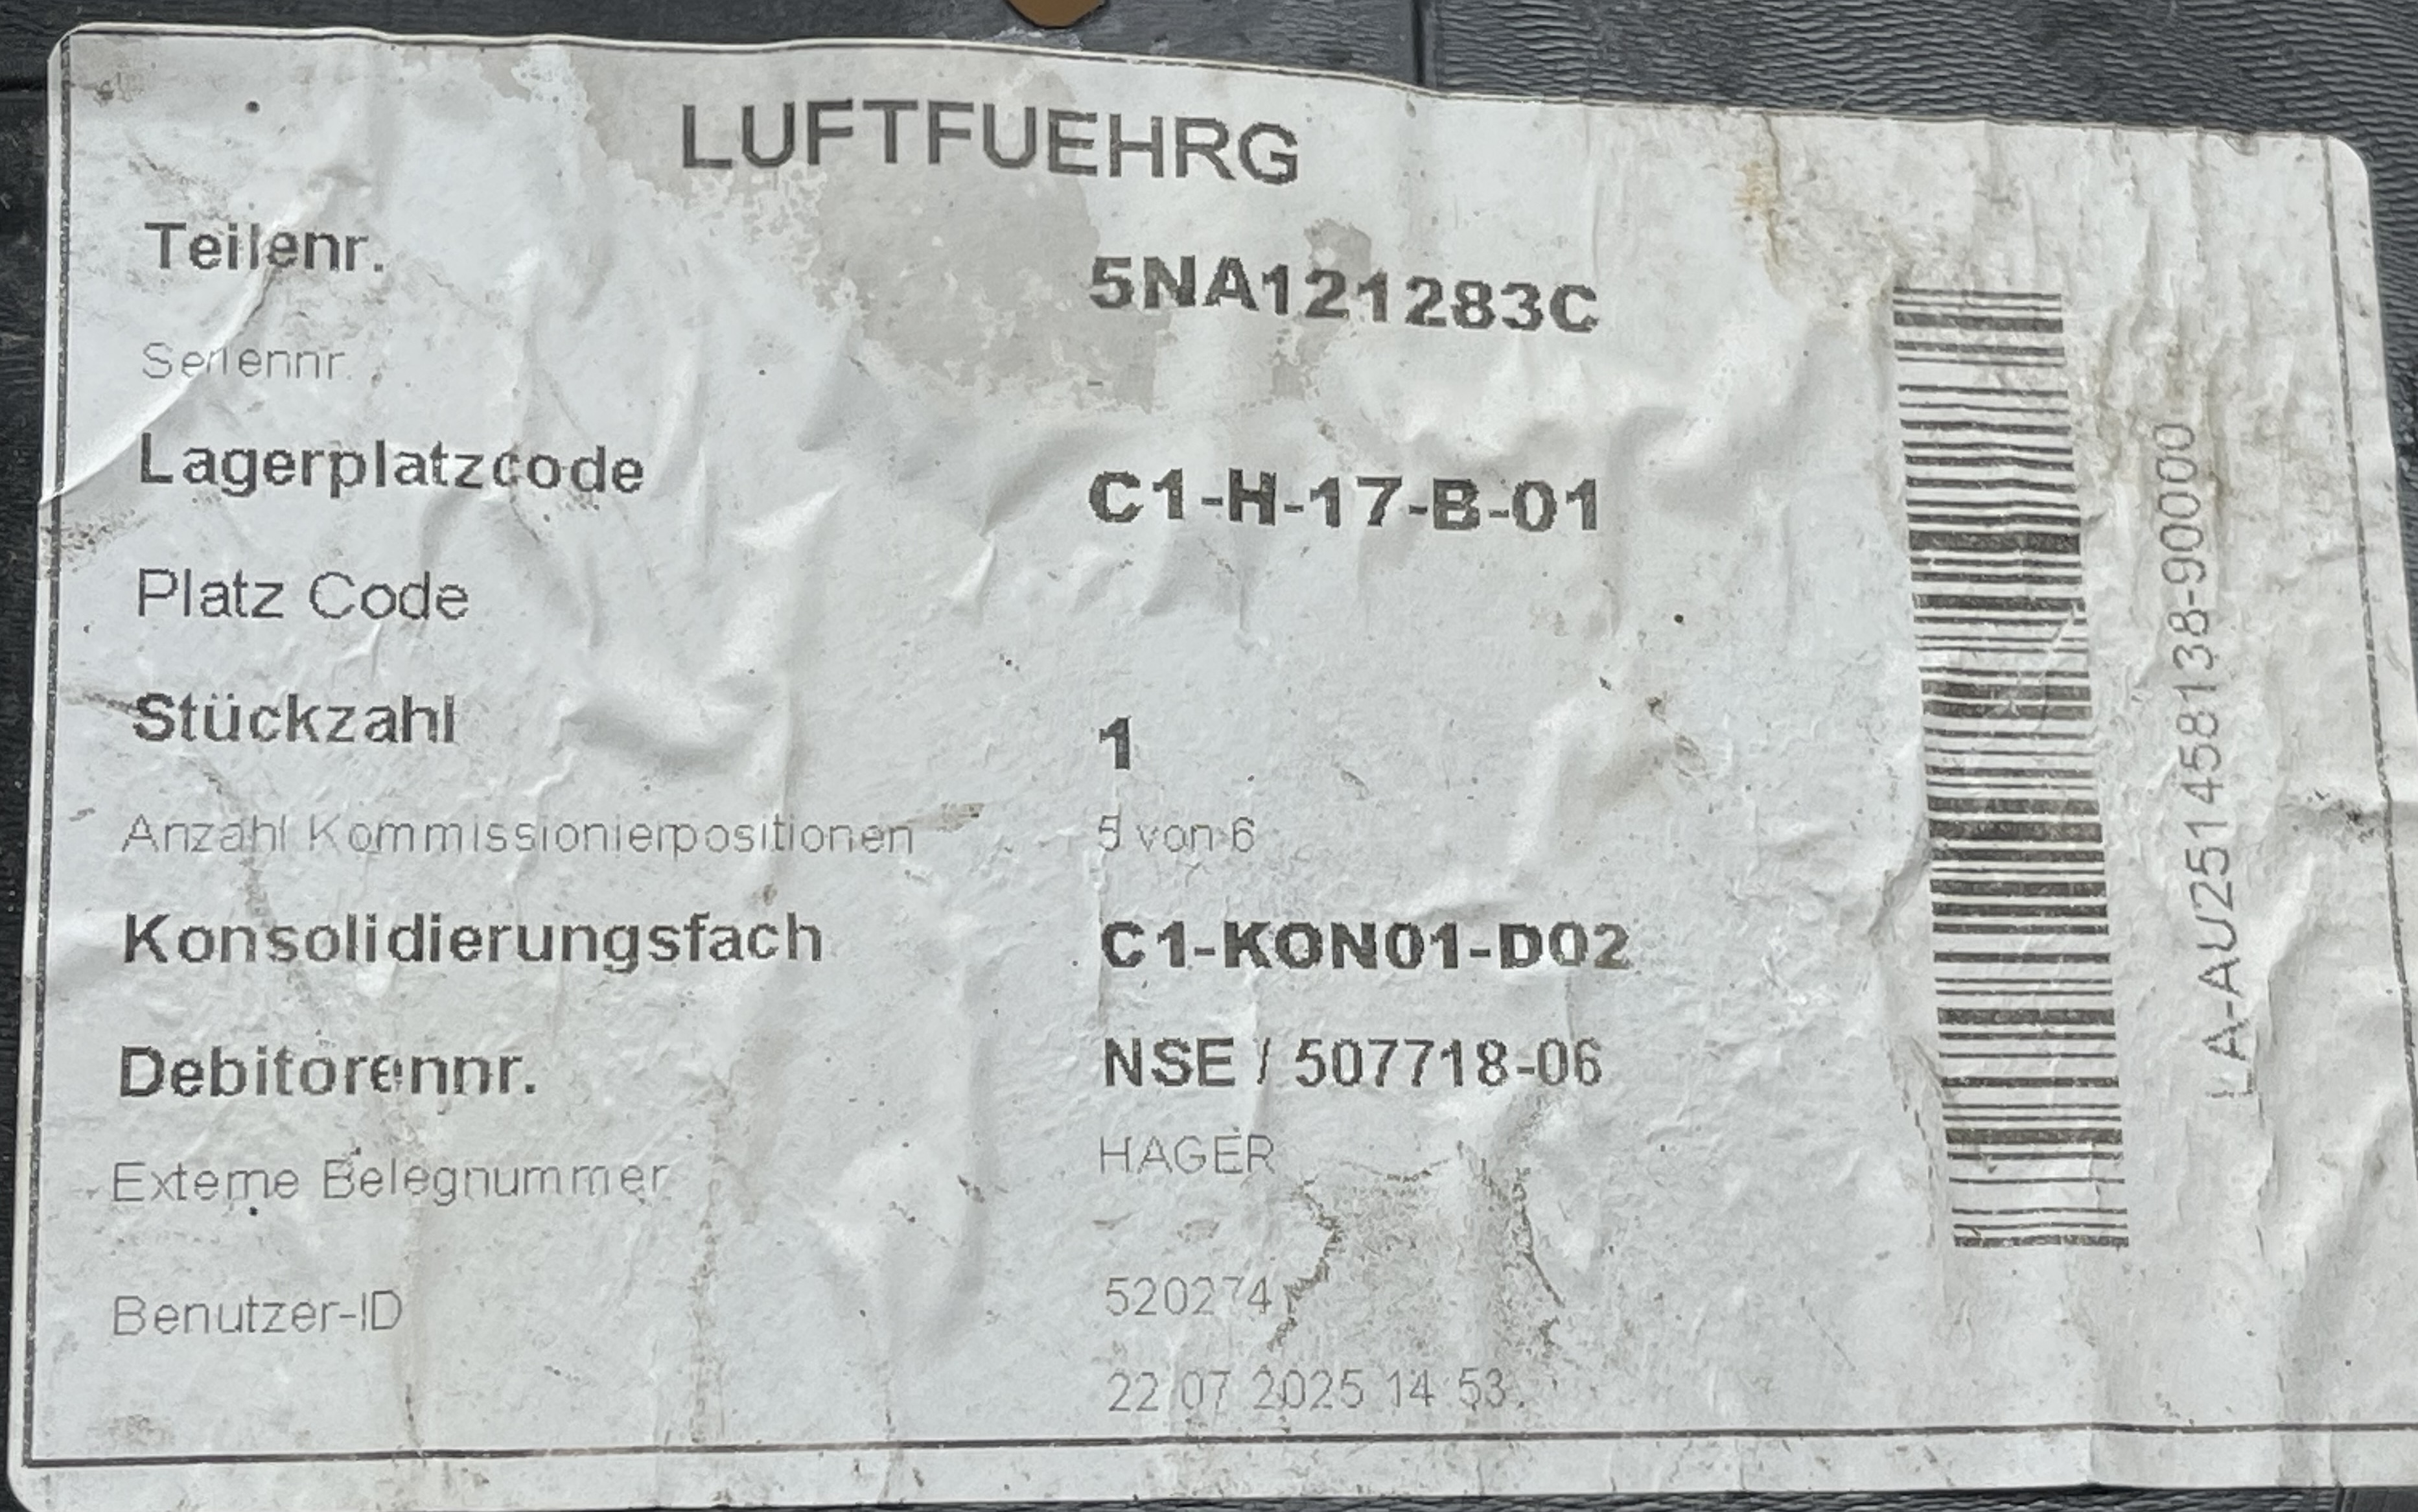 LUFTFUEHRG
Teilenr. 5NA121283C
Seriennr.
Lagerplatzcode C1-H-17-B-01
Platz Code
Stückzahl 1
Anzahl Kommissionierpositionen 5 von 6
Konsolidierungsfach C1-KON01-D02
Debitorennr. NSE / 507718-06
Externe Belegnummer HAGER
Benutzer-ID 520274
22 07 2025 14 53
LA-AU251458138-90000